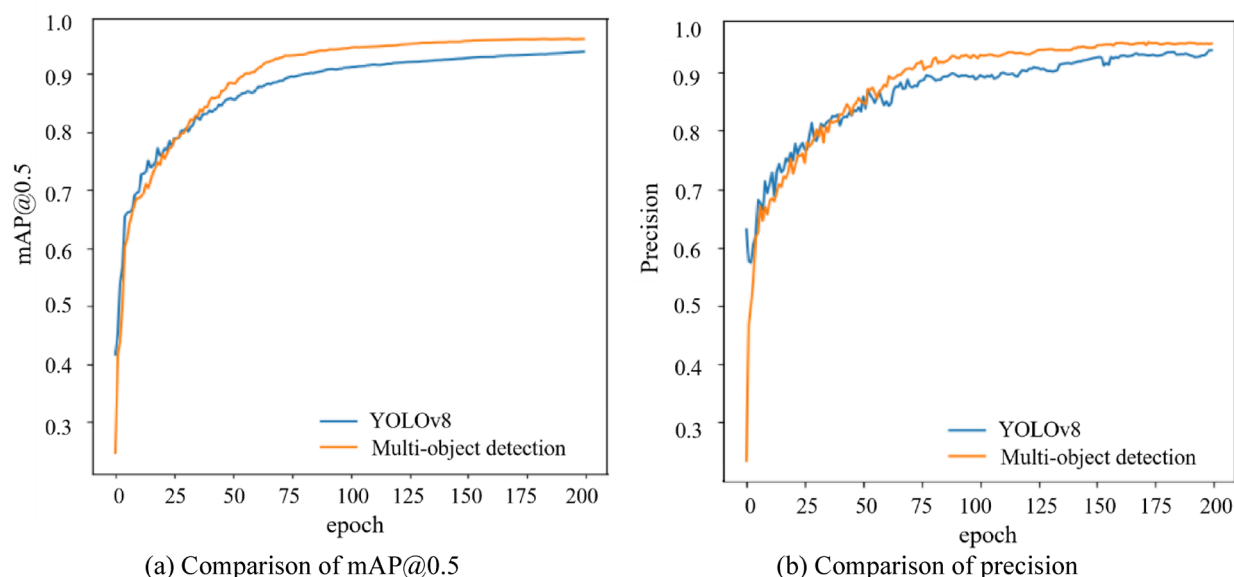 1.0
0.9
0.8
0.7
0.6
0.5
0.4
0.3
mAP@0.5
YOLOv8
Multi-object detection
0 25 50 75 100 125 150 175 200
epoch
(a) Comparison of mAP@0.5
1.0
0.9
0.8
0.7
0.6
0.5
0.4
0.3
Precision
YOLOv8
Multi-object detection
0 25 50 75 100 125 150 175 200
epoch
(b) Comparison of precision